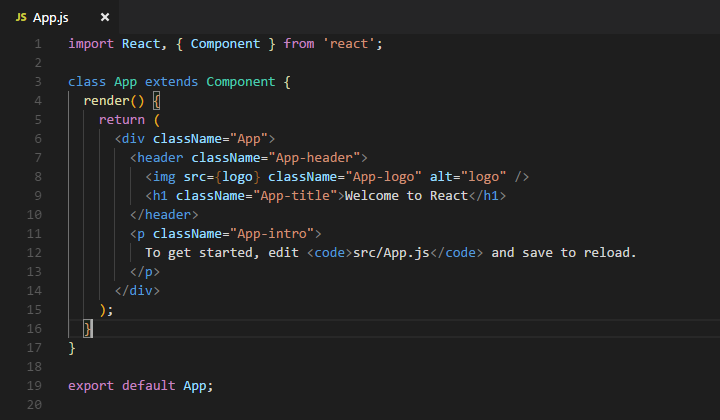 JS App.js ×
1 import React, { Component } from 'react';
2
3 class App extends Component {
4   render() {
5     return (
6       <div className="App">
7         <header className="App-header">
8           <img src={logo} className="App-logo" alt="logo" />
9           <h1 className="App-title">Welcome to React</h1>
10         </header>
11         <p className="App-intro">
12           To get started, edit <code>src/App.js</code> and save to reload.
13         </p>
14       </div>
15     );
16   }
17 }
18
19 export default App;
20